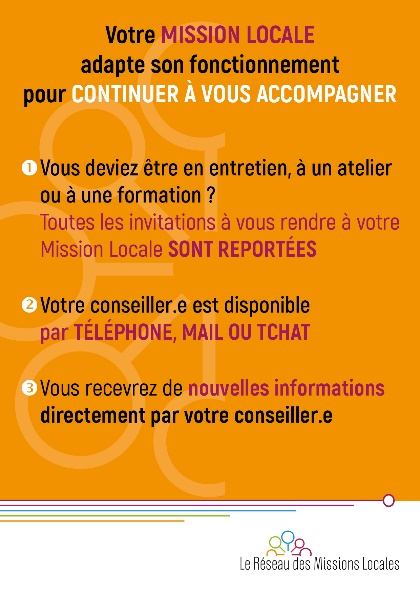 Votre MISSION LOCALE
adapte son fonctionnement
pour CONTINUER À VOUS ACCOMPAGNER
1 Vous deviez être en entretien, à un atelier
ou à une formation ?
Toutes les invitations à vous rendre à votre
Mission Locale SONT REPORTÉES
2 Votre conseiller.e est disponible
par TÉLÉPHONE, MAIL OU TCHAT
3 Vous recevrez de nouvelles informations
directement par votre conseiller.e
Le Réseau des Missions Locales